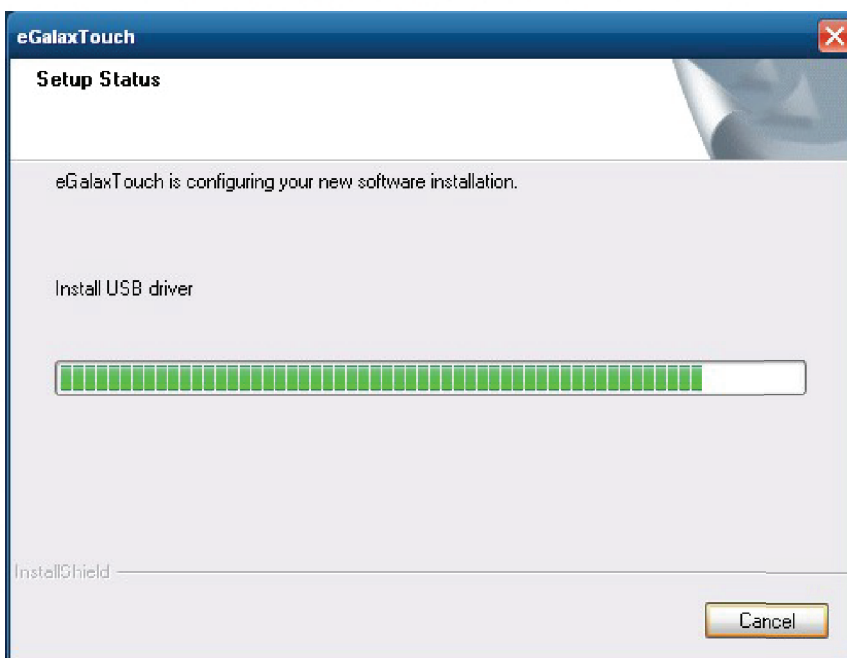 eGalaxTouch
Setup Status
eGalaxTouch is configuring your new software installation.
Install USB driver
InstallShield
Cancel